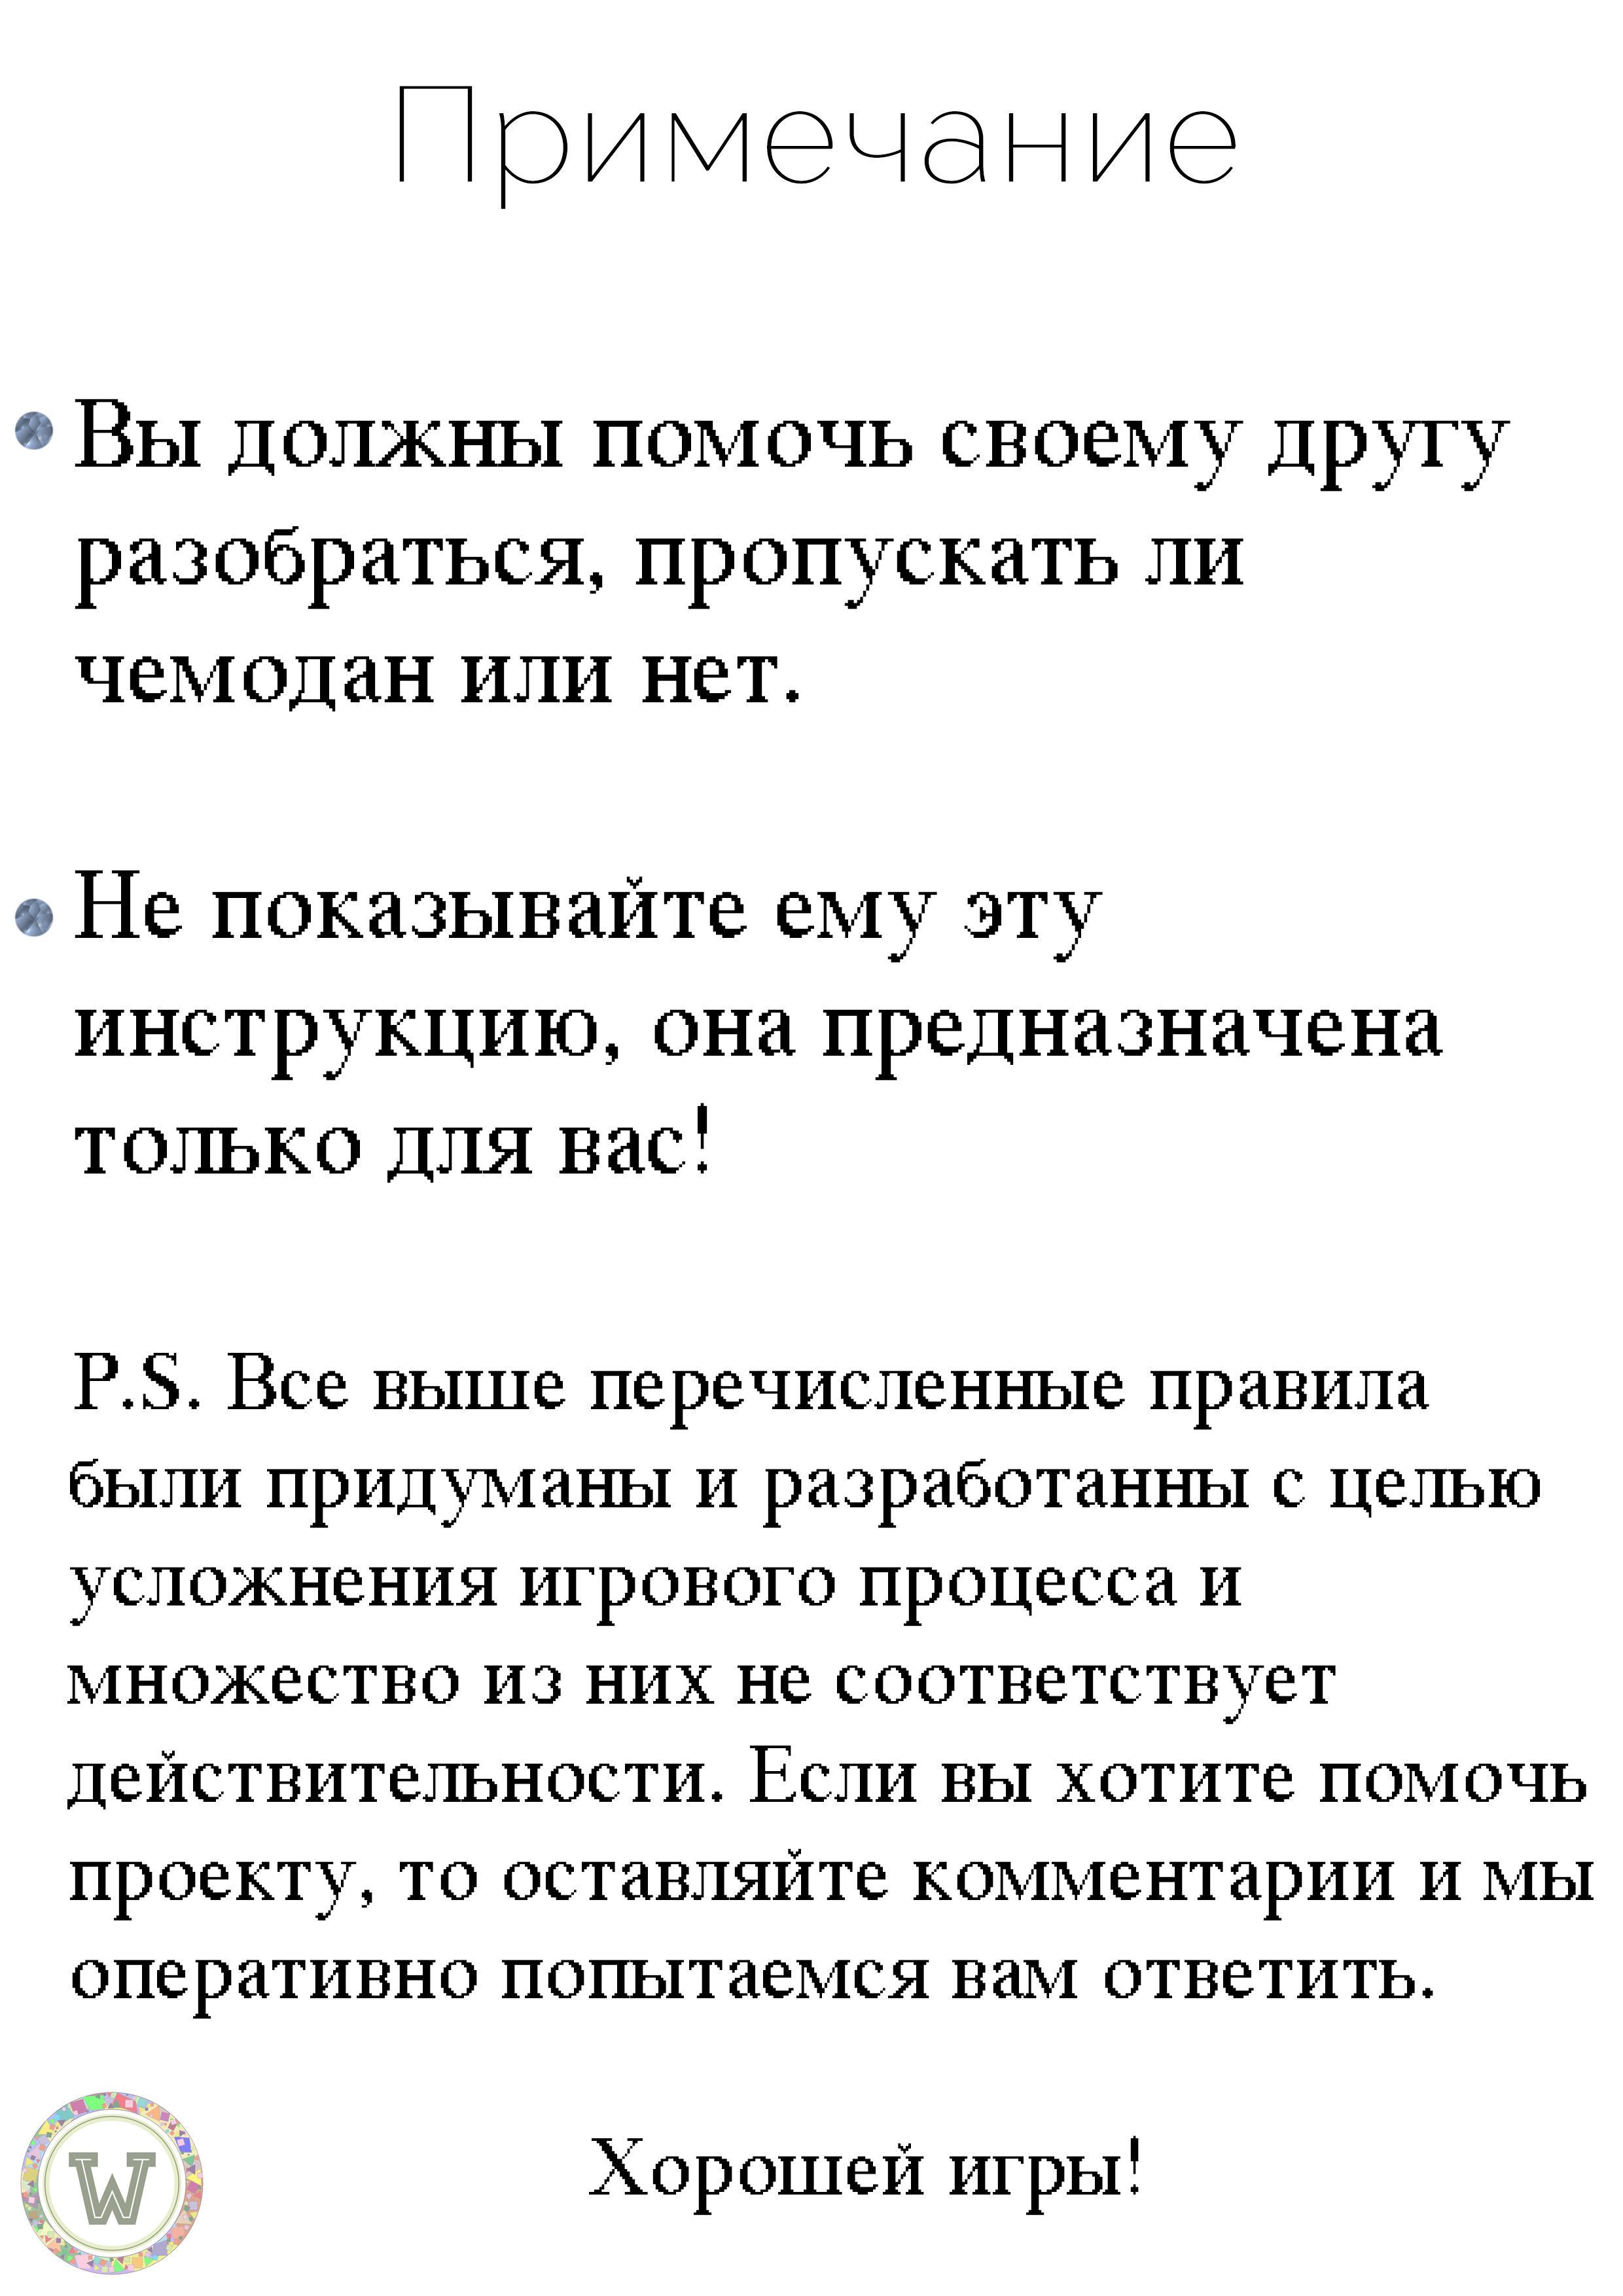 Примечание
Вы должны помочь своему другу
разобраться, пропускать ли
чемодан или нет.
Не показывайте ему эту
инструкцию, она предназначена
только для вас!
P.S. Все выше перечисленные правила
были придуманы и разработанны с целью
усложнения игрового процесса и
множество из них не соответствует
действительности. Если вы хотите помочь
проекту, то оставляйте комментарии и мы
оперативно попытаемся вам ответить.
W
Хорошей игры!